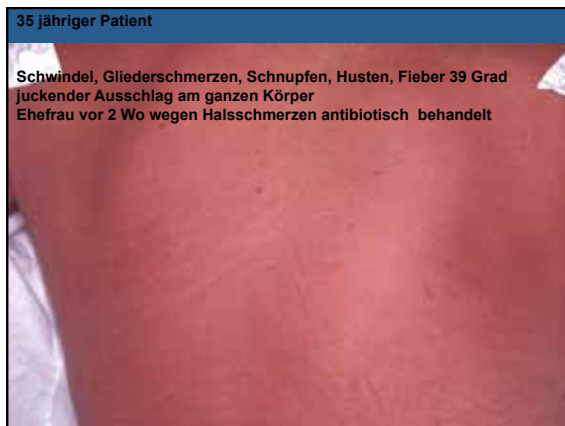 35 jähriger Patient
Schwindel, Gliederschmerzen, Schnupfen, Husten, Fieber 39 Grad
juckender Ausschlag am ganzen Körper
Ehefrau vor 2 Wo wegen Halsschmerzen antibiotisch behandelt